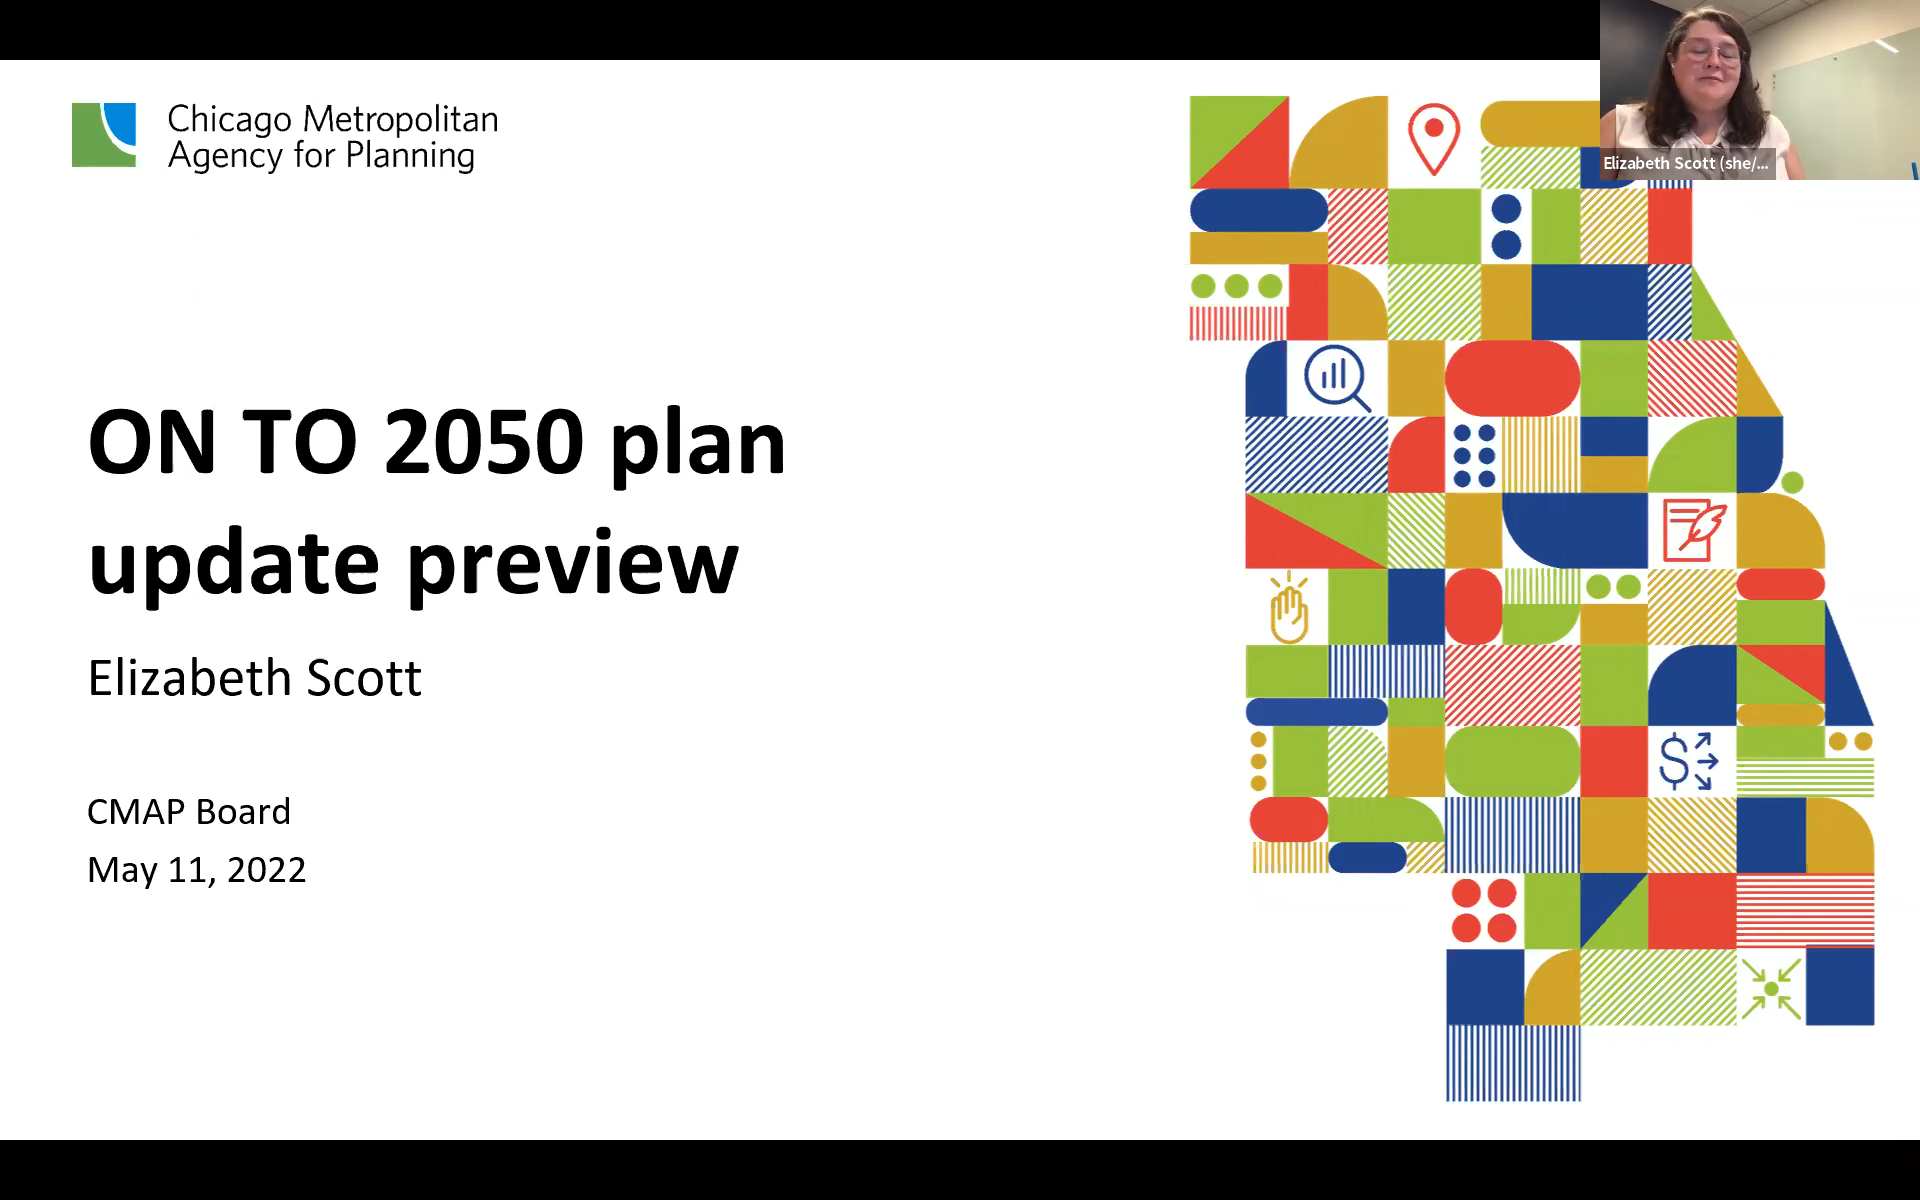 Chicago Metropolitan
Agency for Planning
Elizabeth Scott (she/...
ON TO 2050 plan
update preview
Elizabeth Scott
CMAP Board
May 11, 2022